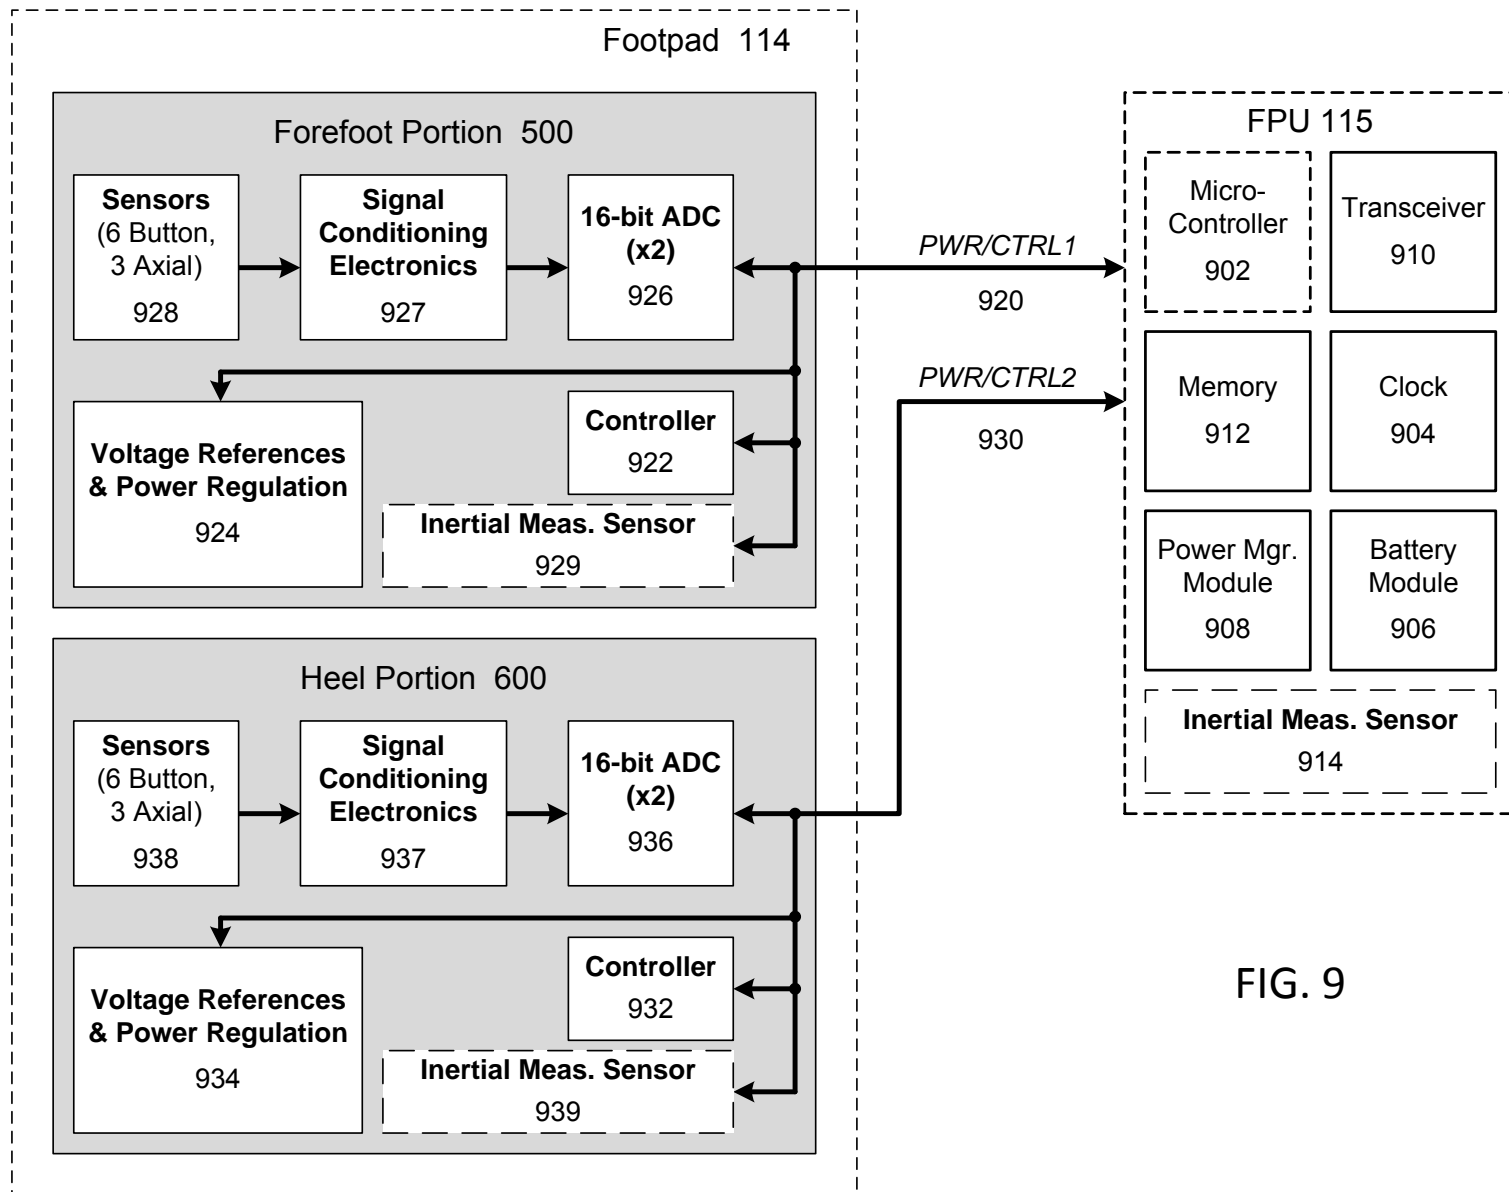 Footpad 114
Forefoot Portion 500
Sensors
(6 Button,
3 Axial)
928
Signal
Conditioning
Electronics
927
16-bit ADC
(x2)
926
Voltage References
& Power Regulation
924
Controller
922
Inertial Meas. Sensor
929
Heel Portion 600
Sensors
(6 Button,
3 Axial)
938
Signal
Conditioning
Electronics
937
16-bit ADC
(x2)
936
Voltage References
& Power Regulation
934
Controller
932
Inertial Meas. Sensor
939
PWR/CTRL1
920
PWR/CTRL2
930
FPU 115
Micro-
Controller
902
Transceiver
910
Memory
912
Clock
904
Power Mgr.
Module
908
Battery
Module
906
Inertial Meas. Sensor
914
FIG. 9